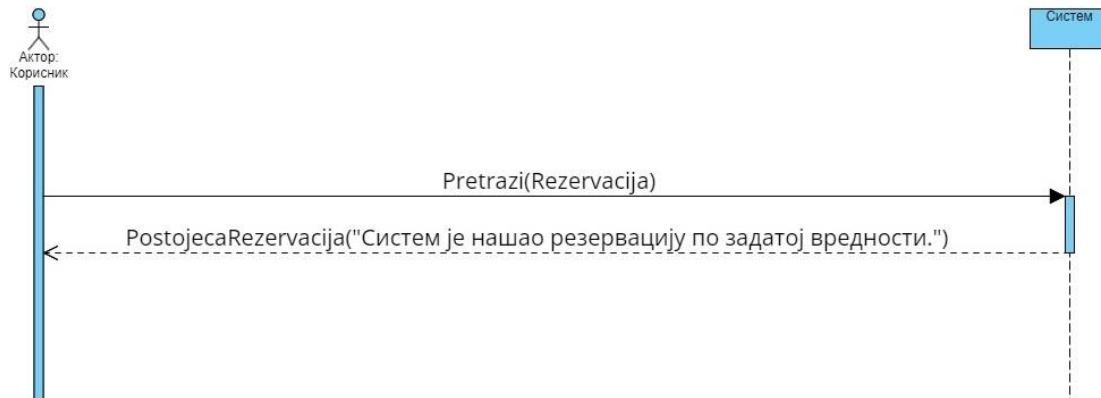 Систем
Актор:
Корисник
Pretrazi(Rezervacija)
PostojecaRezervacija("Систем је нашао резервацију по задатој вредности.")